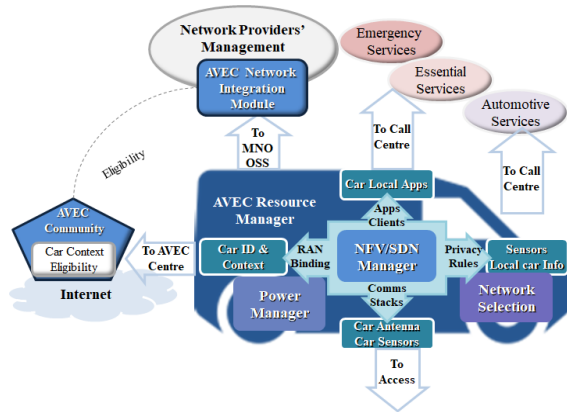 Network Providers'
Management
AVEC Network
Integration
Module
Emergency
Services
Essential
Services
Automotive
Services
To
MNO
OSS
To Call
Centre
To Call
Centre
Eligibility
AVEC Resource
Manager
Car Local Apps
Apps
Clients
AVEC
Community
Car Context
Eligibility
Internet
To AVEC
Centre
Car ID &
Context
RAN
Binding
NFV/SDN
Manager
Privacy
Rules
Sensors
Local car Info
Power
Manager
Comms
Stacks
Network
Selection
Car Antenna
Car Sensors
To
Access